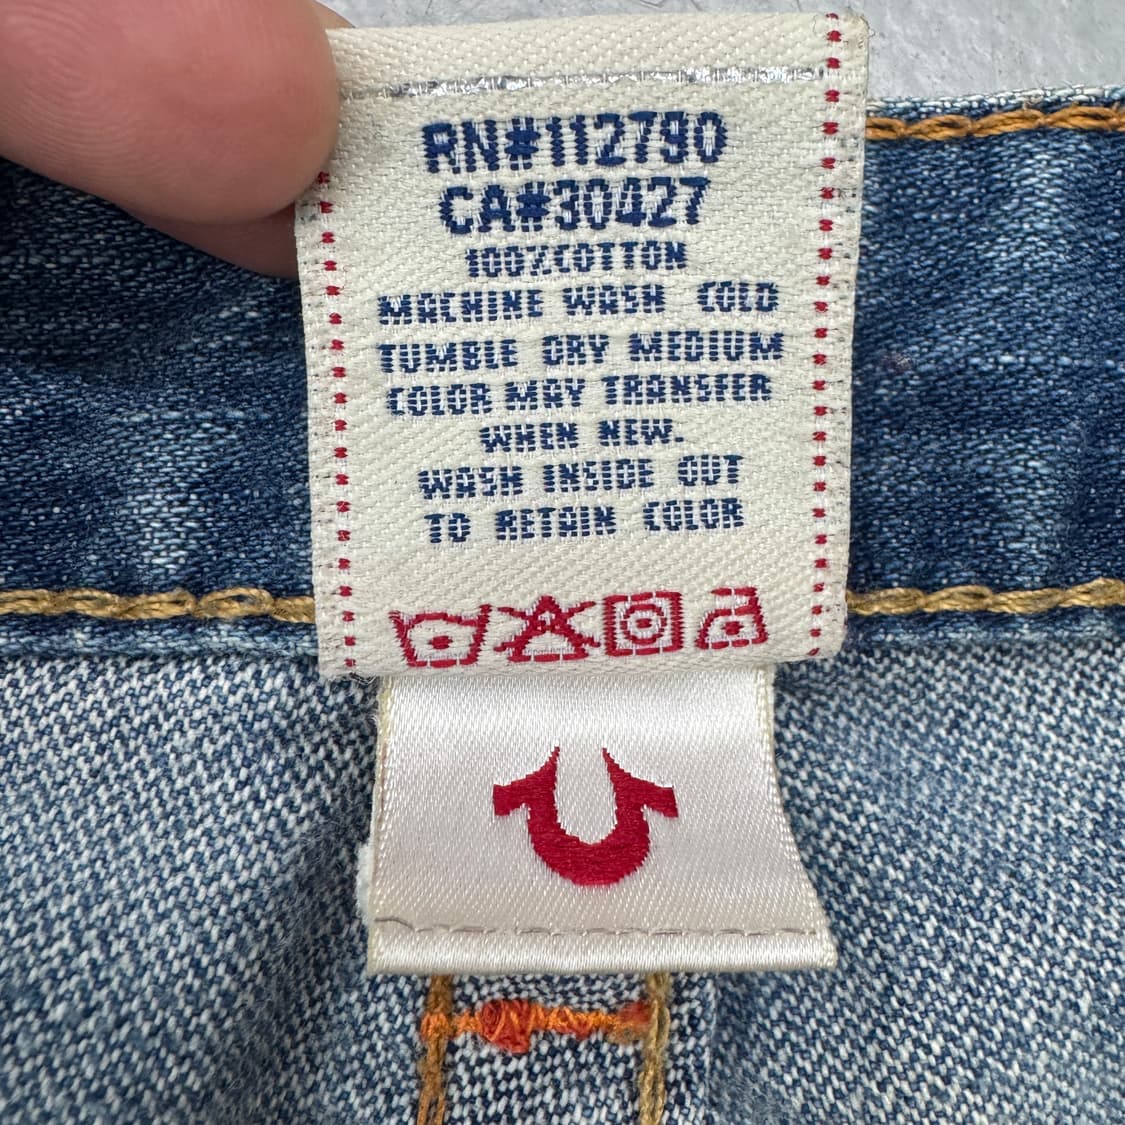 RN#112790
CA#30427
100%COTTON
MACHINE WASH COLD
TUMBLE DRY MEDIUM
COLOR MAY TRANSFER
WHEN NEW.
WASH INSIDE OUT
TO RETAIN COLOR